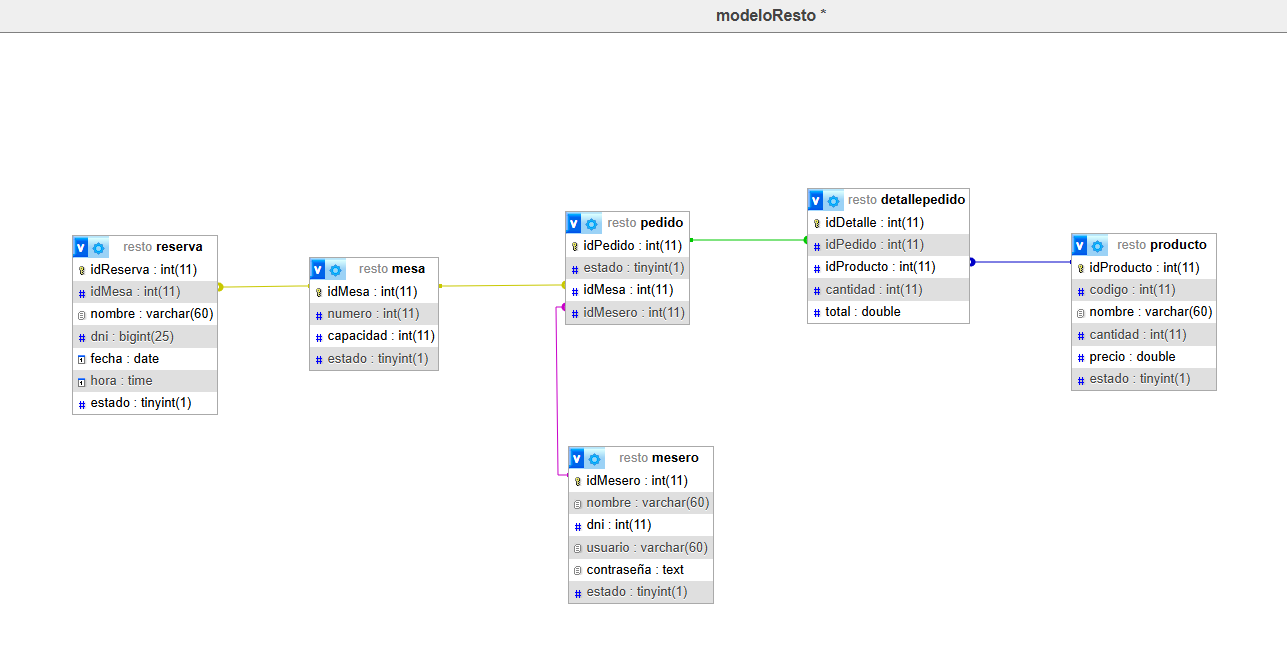 modeloResto *
resto reserva
idReserva : int(11)
idMesa : int(11)
nombre : varchar(60)
dni : bigint(25)
fecha : date
hora : time
estado : tinyint(1)
resto mesa
idMesa : int(11)
numero : int(11)
capacidad : int(11)
estado : tinyint(1)
resto pedido
idPedido : int(11)
estado : tinyint(1)
idMesa : int(11)
idMesero : int(11)
resto mesero
idMesero : int(11)
nombre : varchar(60)
dni : int(11)
usuario : varchar(60)
contraseña : text
estado : tinyint(1)
resto detallepedido
idDetalle : int(11)
idPedido : int(11)
idProducto : int(11)
cantidad : int(11)
total : double
resto producto
idProducto : int(11)
codigo : int(11)
nombre : varchar(60)
cantidad : int(11)
precio : double
estado : tinyint(1)